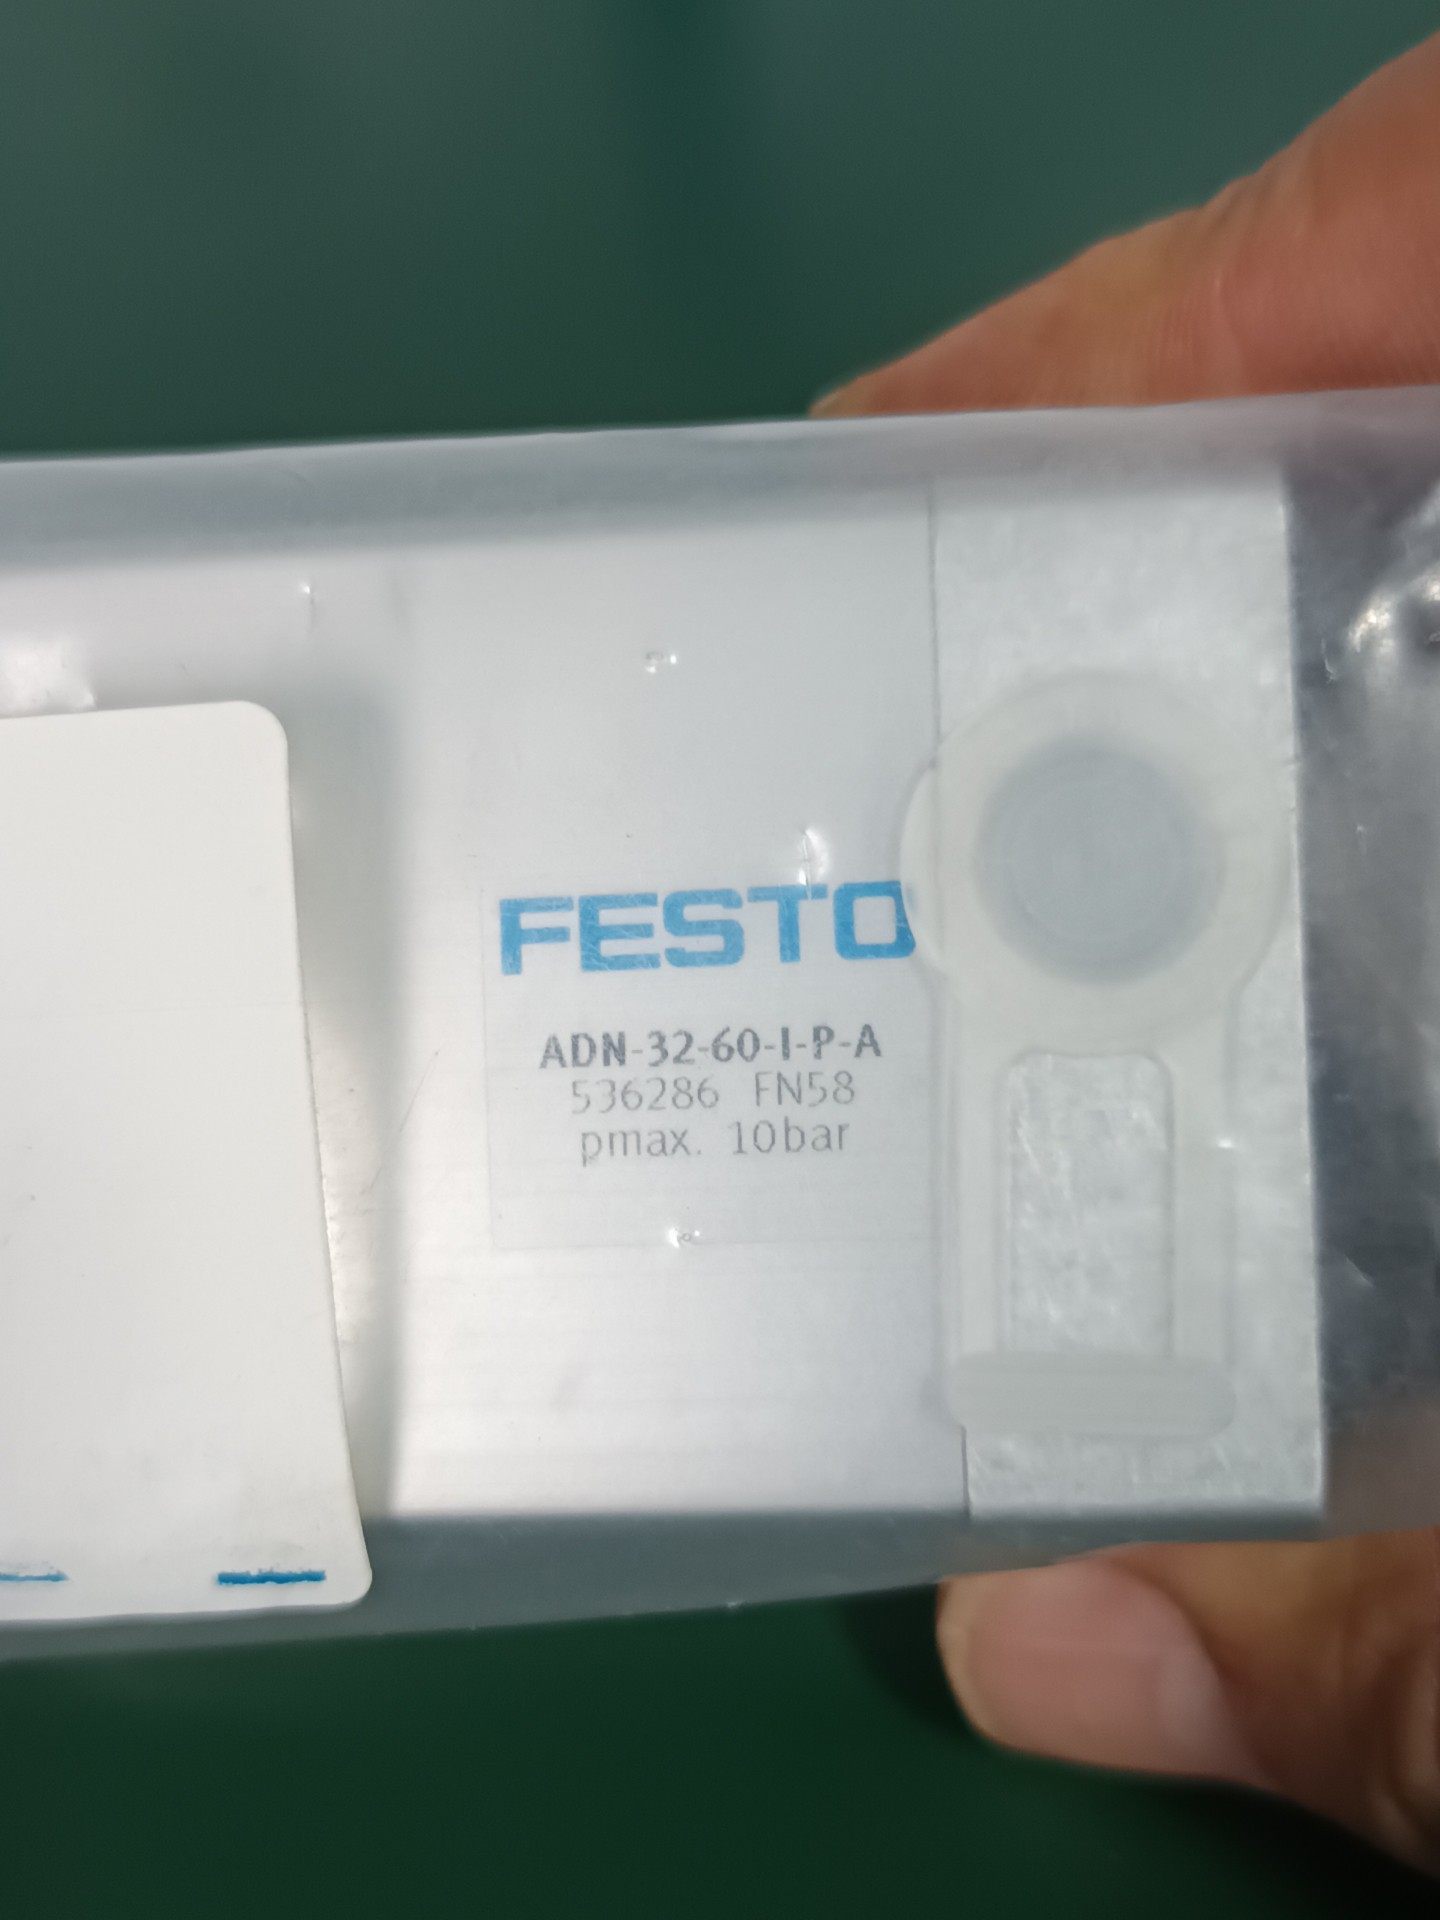 FESTO
ADN-32-60-I-P-A
536286 FN58
pmax. 10bar